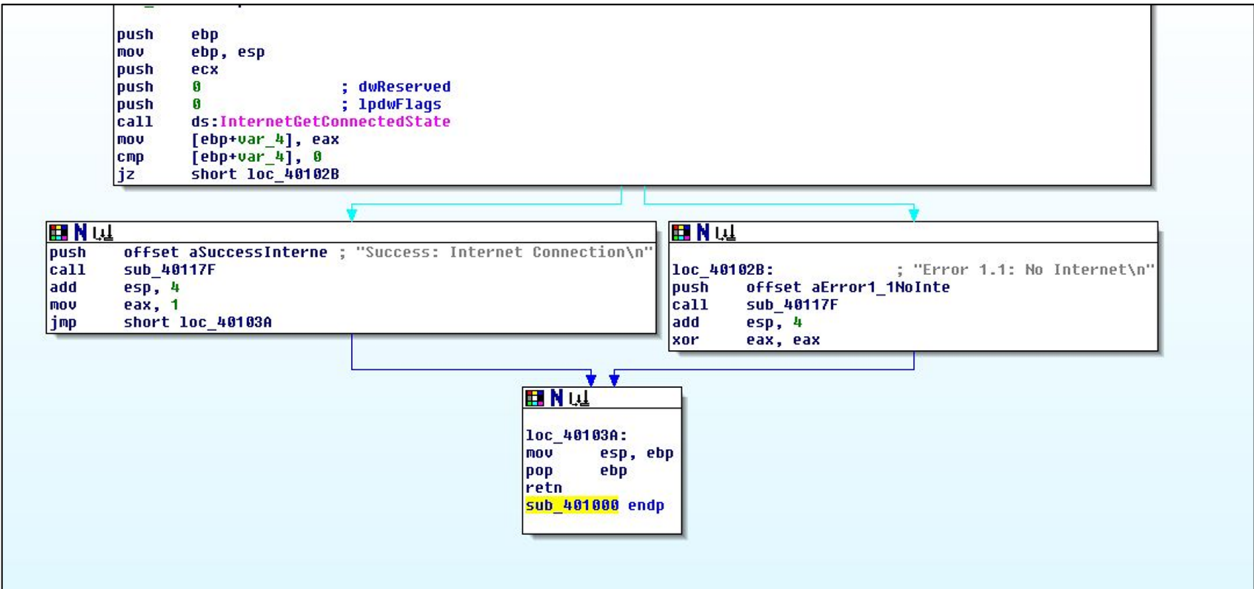 push ebp
mov ebp, esp
push ecx
push 0 ; dwReserved
push 0 ; lpdwFlags
call ds:InternetGetConnectedState
mov [ebp+var_4], eax
cmp [ebp+var_4], 0
jz short loc_40102B
push offset aSuccessInterne ; "Success: Internet Connection\n"
call sub_40117F
add esp, 4
mov eax, 1
jmp short loc_40103A
loc_40102B: ; "Error 1.1: No Internet\n"
push offset aError1_1NoInte
call sub_40117F
add esp, 4
xor eax, eax
loc_40103A:
mov esp, ebp
pop ebp
retn
sub_401000 endp